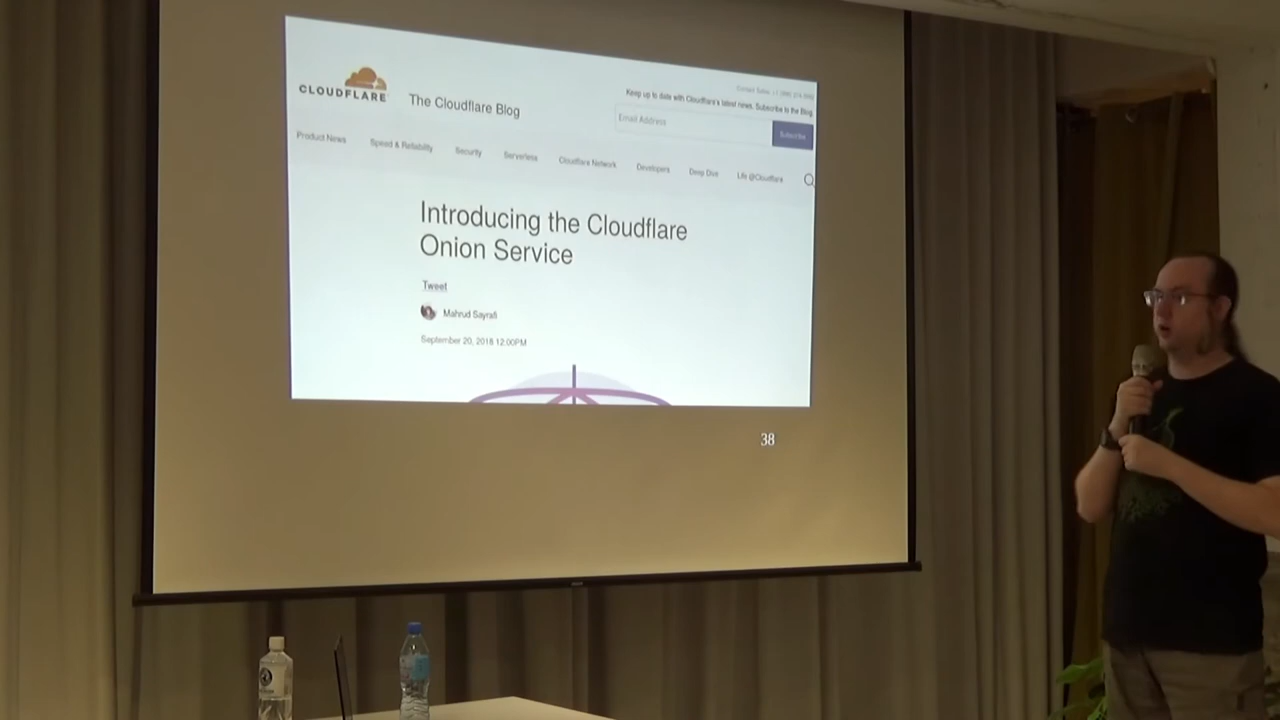 Contact Sales:
Keep up to date with Cloudflare's latest news. Subscribe to the Blog.
CLOUDFLARE
The Cloudflare Blog
Email Address
Subscribe
Product News
Speed & Reliability
Security
Serverless
Cloudflare Network
Developers
Deep Dive
Life @Cloudflare
Introducing the Cloudflare
Onion Service
Tweet
Mahrud Sayrafi
September 20, 2018 12:00PM
38